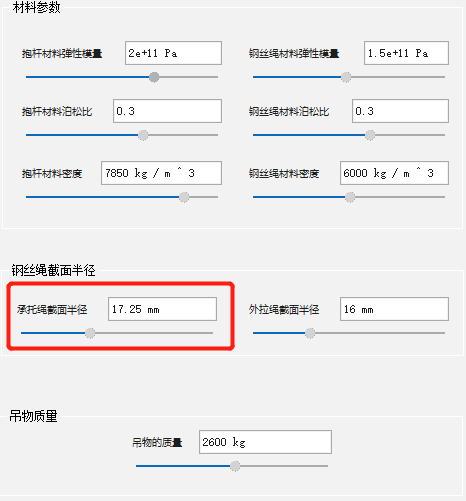 材料参数
抱杆材料弹性模量 2e+11 Pa 钢丝绳材料弹性模量 1.5e+11 Pa
抱杆材料泊松比 0.3 钢丝绳材料泊松比 0.3
抱杆材料密度 7850 kg / m ^ 3 钢丝绳材料密度 6000 kg / m ^ 3
钢丝绳截面半径
承托绳截面半径 17.25 mm 外拉绳截面半径 16 mm
吊物质量
吊物的质量 2600 kg